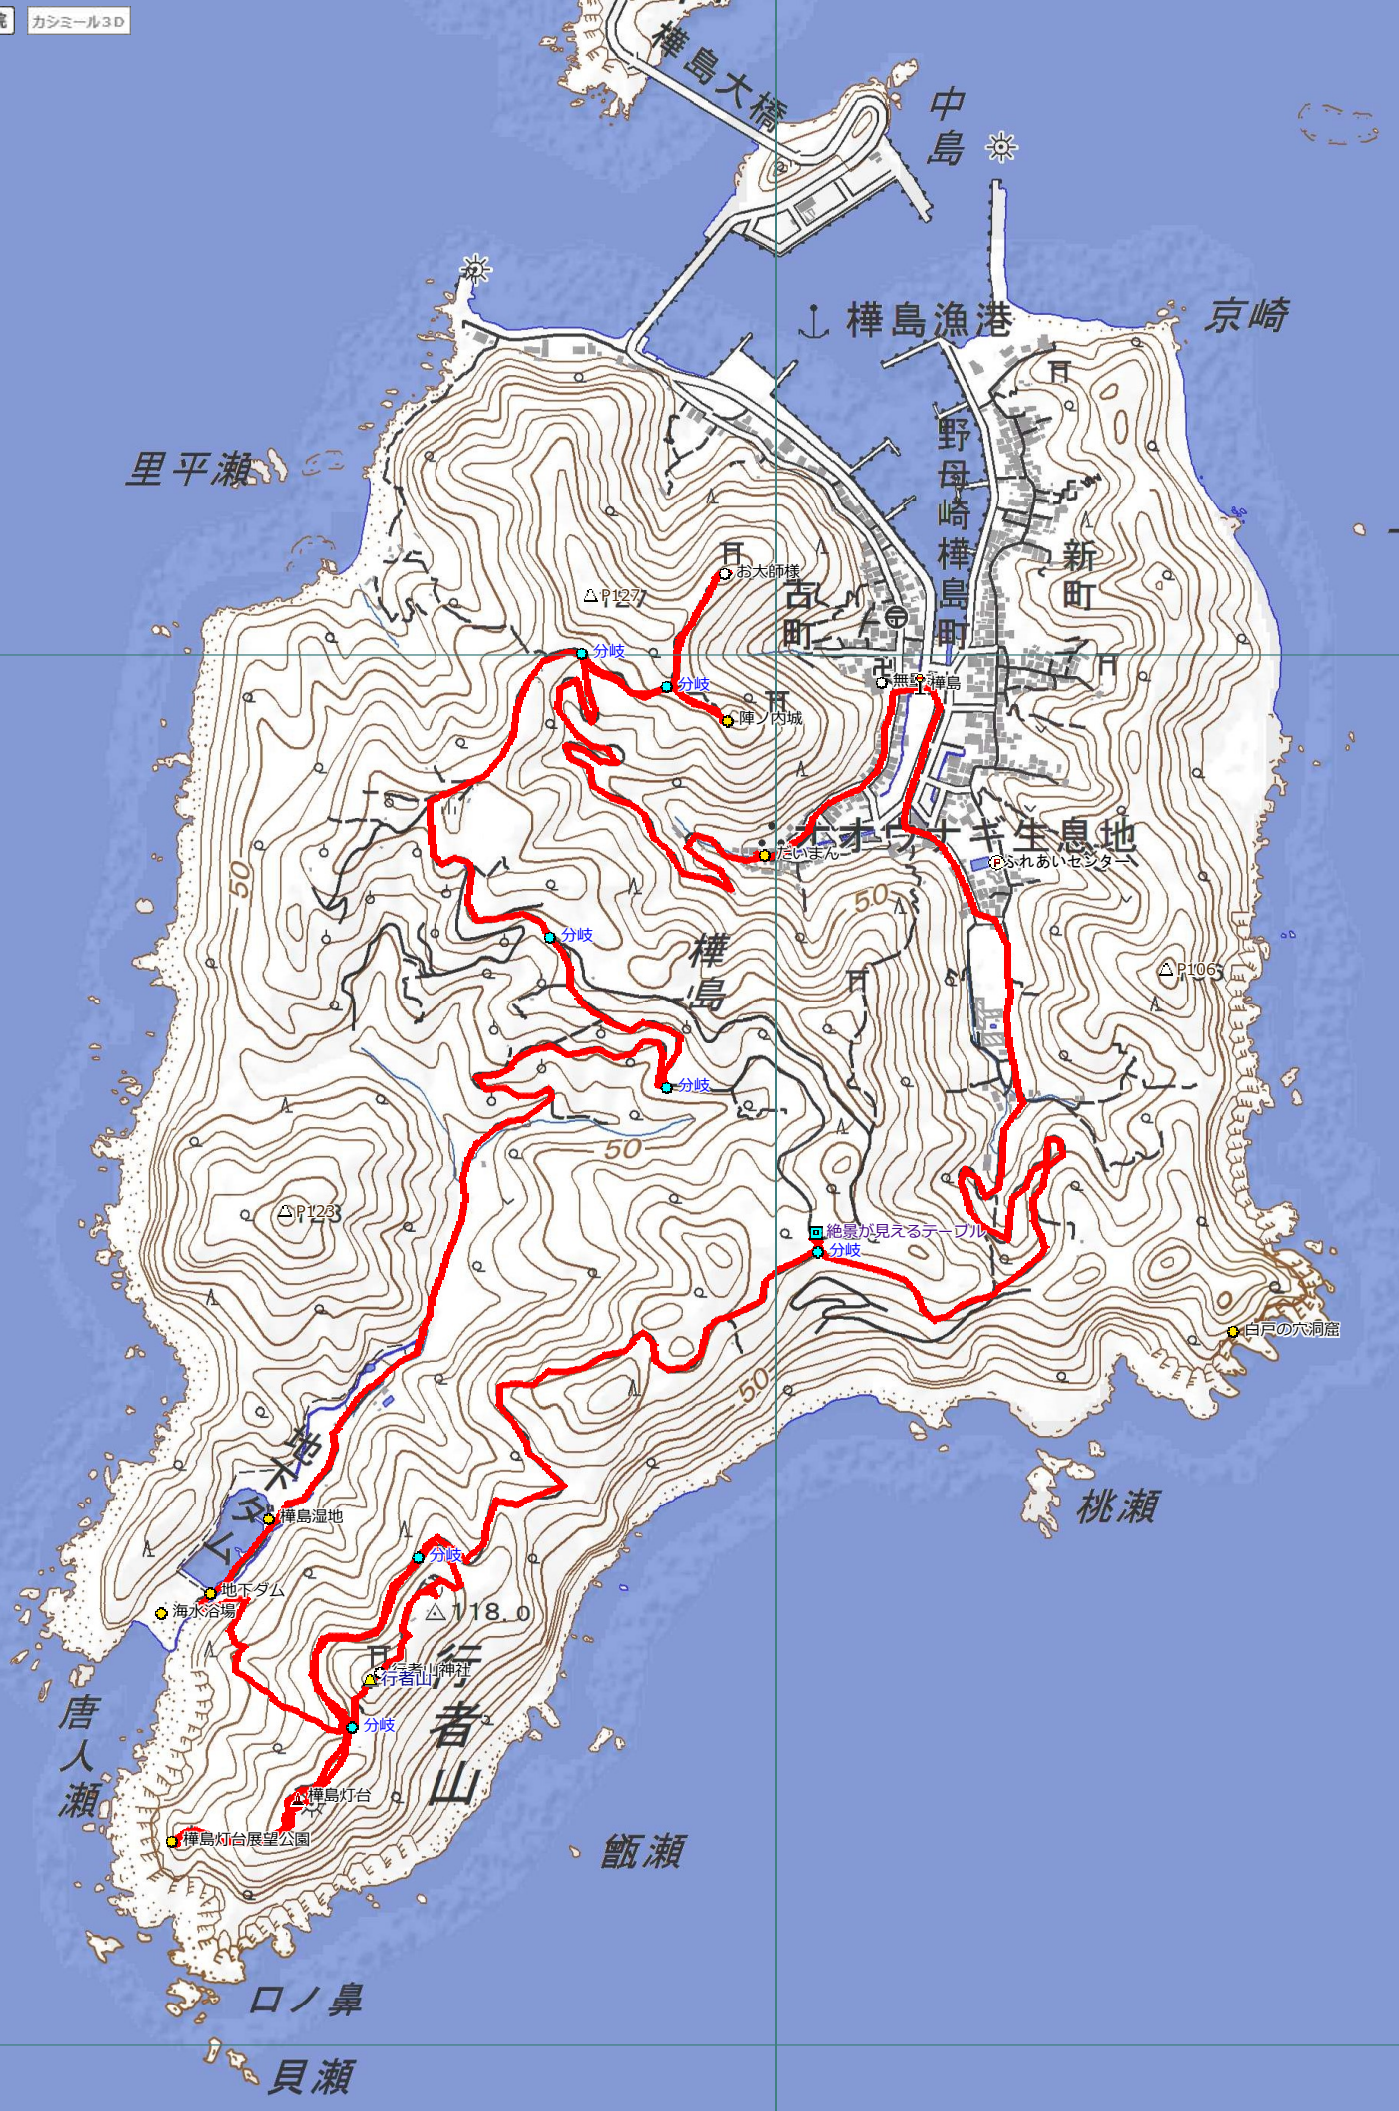 院
カシミール3D
樺島大橋
中島
樺島漁港
京崎
里平瀬
野母崎樺島町
新町
古町
お大師様
P127
分岐
分岐
陣ノ内城
樺島
オオウナギ生息地
たいまん
ふれあいセンター
50
50
分岐
樺島
P106
分岐
50
P123
絶景が見えるテーブル
分岐
白戸の穴洞窟
50
桃瀬
地下ダム
樺島湿地
分岐
地下ダム
海水浴場
118.0
行者山神社
行者山
行者山
唐人瀬
分岐
樺島灯台
樺島灯台展望公園
甑瀬
口ノ鼻
貝瀬